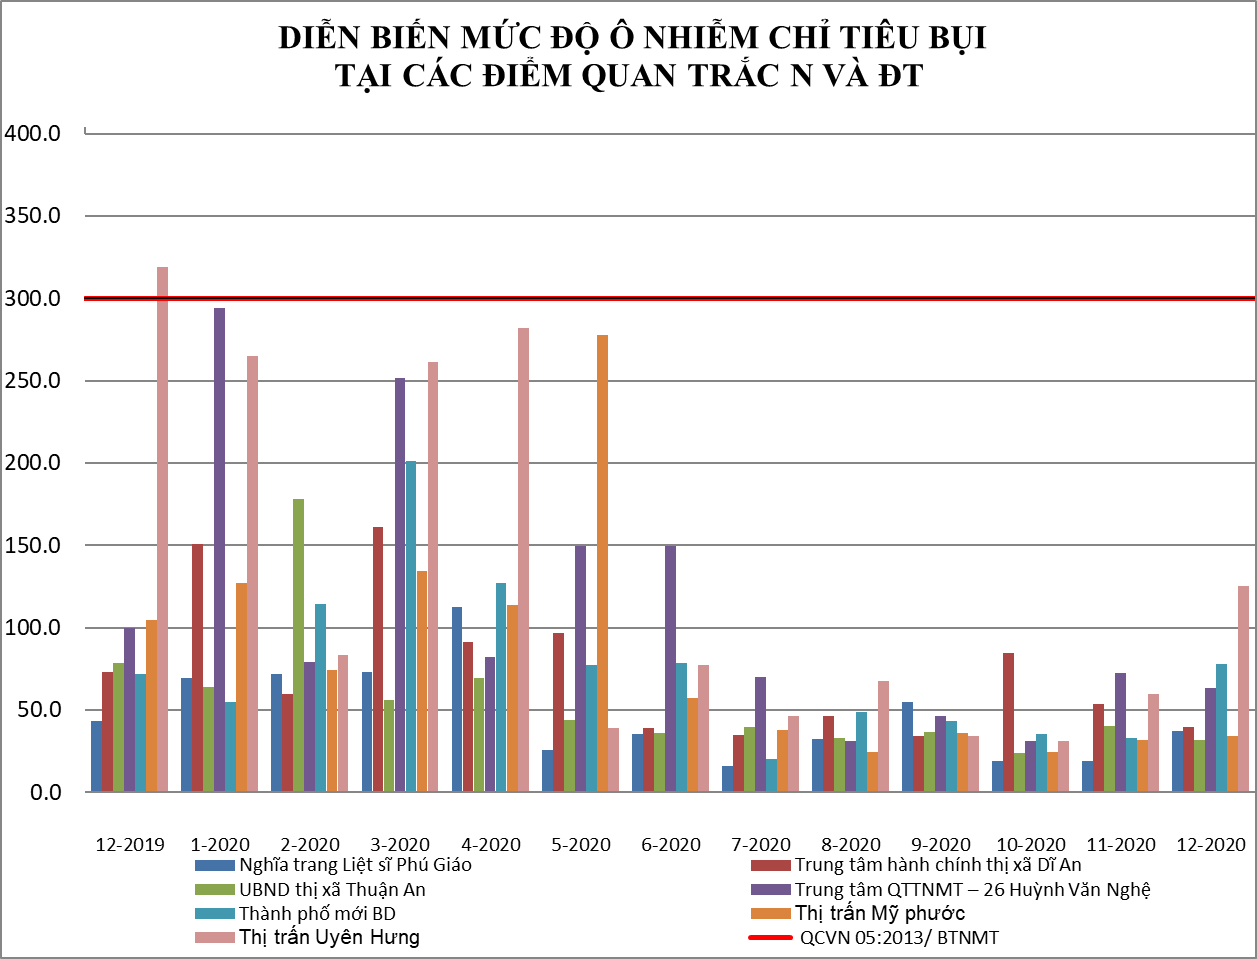 DIỄN BIẾN MỨC ĐỘ Ô NHIỄM CHỈ TIÊU BỤI
TẠI CÁC ĐIỂM QUAN TRẮC N VÀ ĐT
400.0
350.0
300.0
250.0
200.0
150.0
100.0
50.0
0.0
12-2019 1-2020 2-2020 3-2020 4-2020 5-2020 6-2020 7-2020 8-2020 9-2020 10-2020 11-2020 12-2020
Nghĩa trang Liệt sĩ Phú Giáo Trung tâm hành chính thị xã Dĩ An
UBND thị xã Thuận An Trung tâm QTTNMT – 26 Huỳnh Văn Nghệ
Thành phố mới BD Thị trấn Mỹ phước
Thị trấn Uyên Hưng QCVN 05:2013/ BTNMT